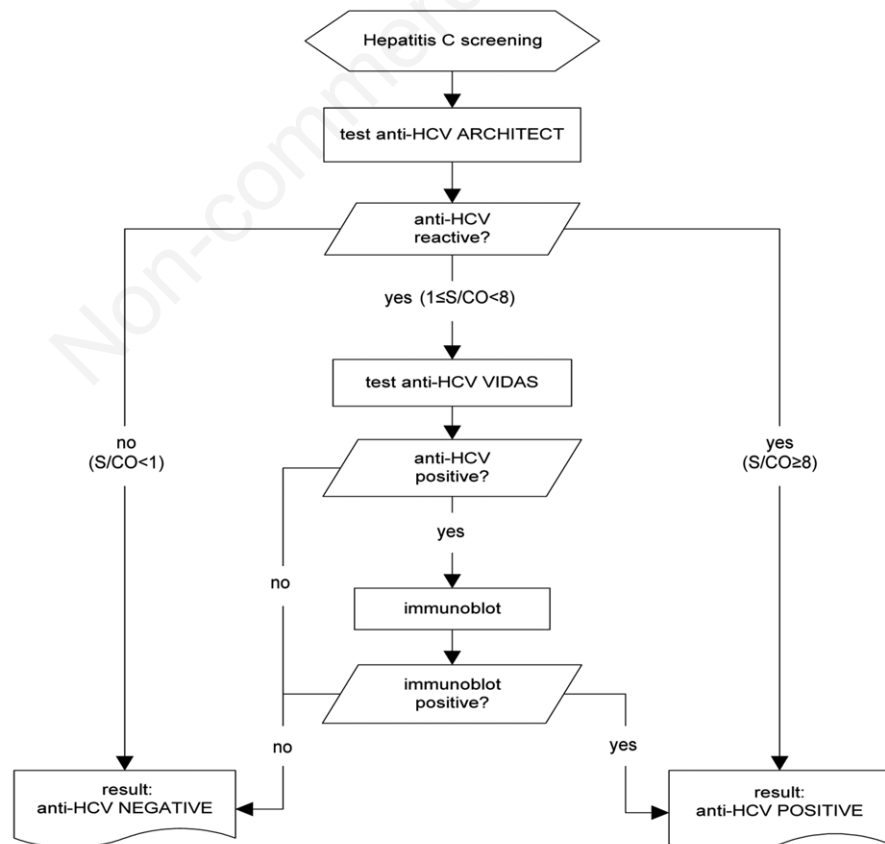 Non-commer
Hepatitis C screening
test anti-HCV ARCHITECT
anti-HCV
reactive?
yes (1≤S/CO<8)
test anti-HCV VIDAS
no
(S/CO<1)
yes
(S/CO≥8)
anti-HCV
positive?
yes
no
immunoblot
immunoblot
positive?
no
yes
result:
anti-HCV NEGATIVE
result:
anti-HCV POSITIVE